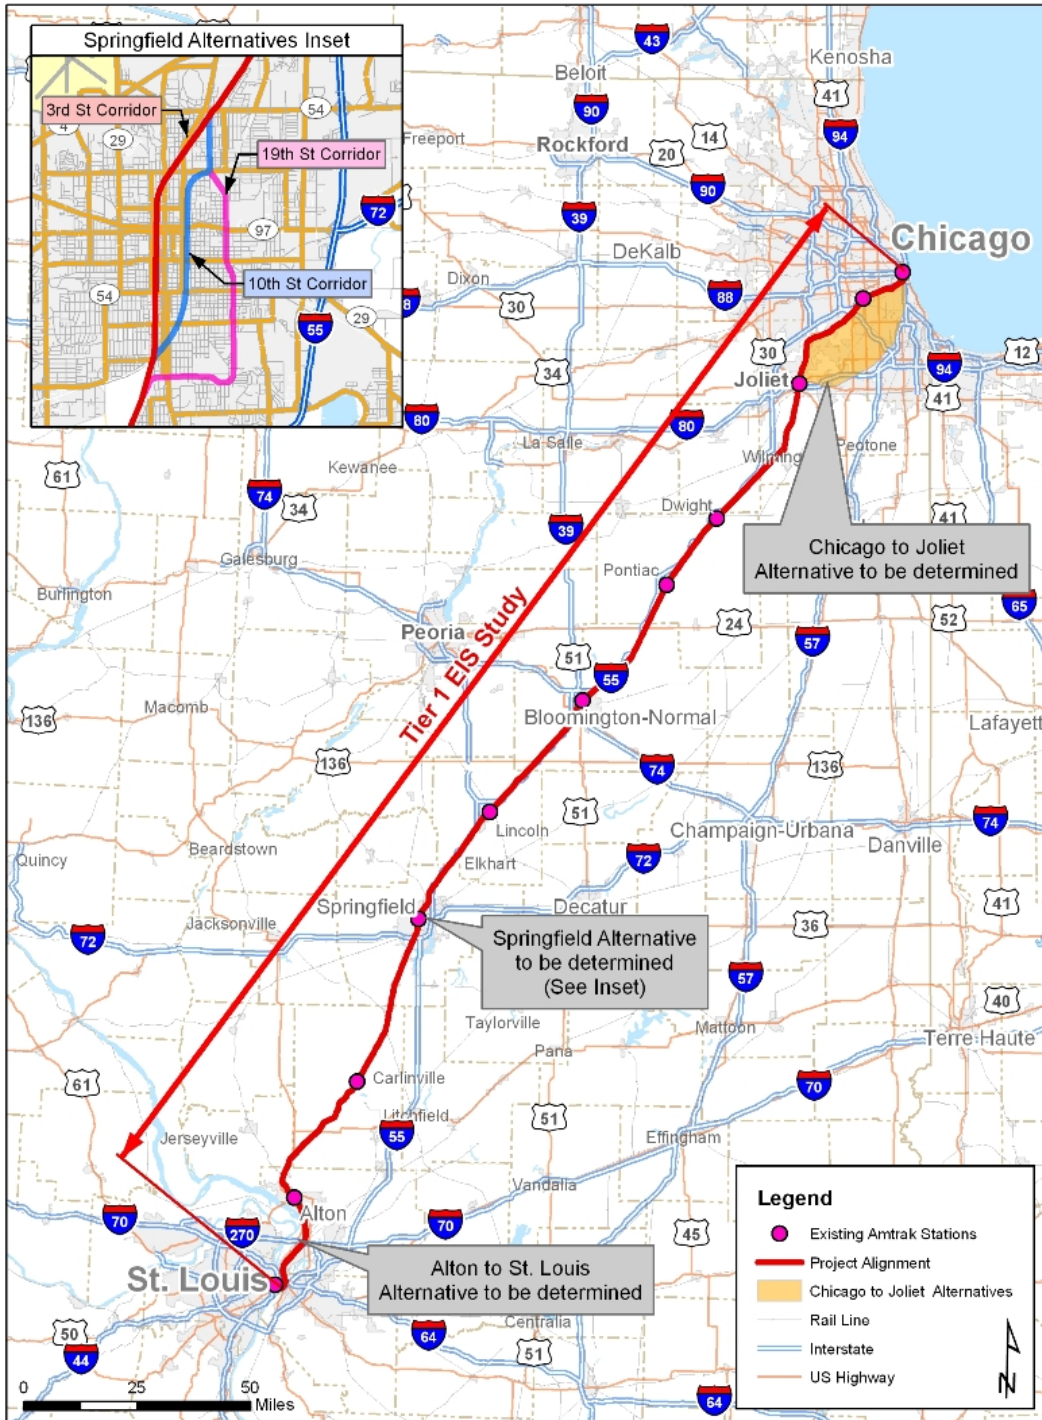 Springfield Alternatives Inset
3rd St Corridor
54
4
29
19th St Corridor
97
72
10th St Corridor
54
29
55
43
Kenosha
Beloit
41
90
94
Freeport
14
Rockford
20
90
39
Chicago
DeKalb
Dixon
88
30
30
12
34
Joliet
94
41
80
80
La Salle
Peotone
Kewanee
61
74
34
Dwight
41
39
Galesburg
Pontiac
Chicago to Joliet
Alternative to be determined
Burlington
65
24
52
Peoria
57
51
55
Tier 1 EIS Study
Macomb
136
Bloomington-Normal
136
74
136
51
Lincoln
Champaign-Urbana
74
Beardstown
Danville
Quincy
Elkhart
72
Springfield
Decatur
41
Jacksonville
36
72
Springfield Alternative
to be determined
(See Inset)
57
40
Taylorville
Mattoon
Terre Haute
Pana
61
Carlinville
70
Litchfield
51
55
Jerseyville
Effingham
Vandalia
Alton
70
270
70
45
St. Louis
Alton to St. Louis
Alternative to be determined
Centralia
50
44
64
51
64
0 25 50
Miles
Legend
Existing Amtrak Stations
Project Alignment
Chicago to Joliet Alternatives
Rail Line
Interstate
US Highway
N